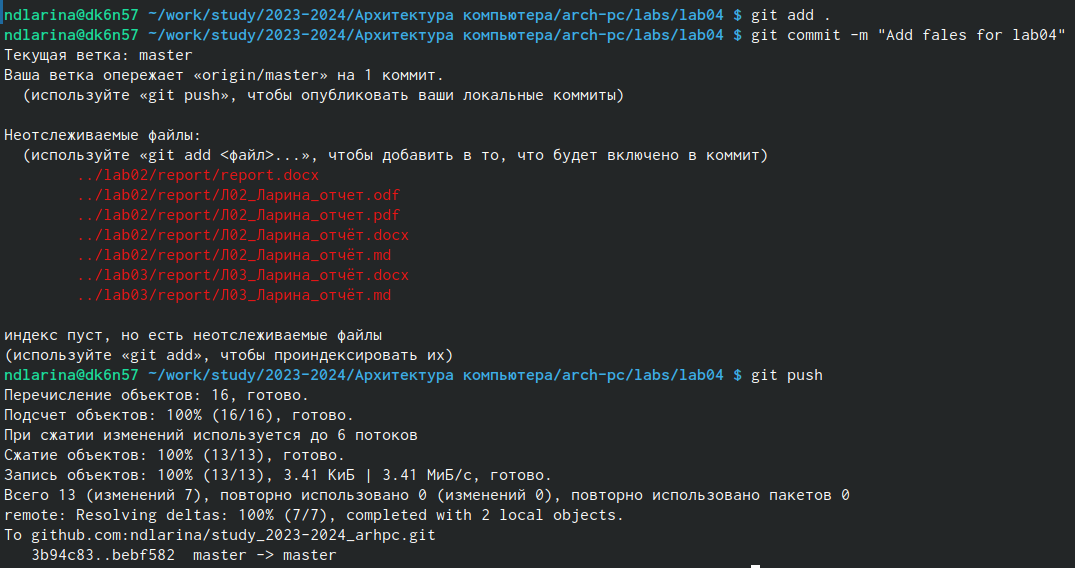 ndlarina@dk6n57 ~/work/study/2023-2024/Архитектура компьютера/arch-pc/labs/lab04 $ git add .
ndlarina@dk6n57 ~/work/study/2023-2024/Архитектура компьютера/arch-pc/labs/lab04 $ git commit -m "Add fales for lab04"
Текущая ветка: master
Ваша ветка опережает «origin/master» на 1 коммит.
  (используйте «git push», чтобы опубликовать ваши локальные коммиты)

Неотслеживаемые файлы:
  (используйте «git add <файл>...», чтобы добавить в то, что будет включено в коммит)
        ../lab02/report/report.docx
        ../lab02/report/Л02_Ларина_отчет.odf
        ../lab02/report/Л02_Ларина_отчет.pdf
        ../lab02/report/Л02_Ларина_отчёт.docx
        ../lab02/report/Л02_Ларина_отчёт.md
        ../lab03/report/Л03_Ларина_отчёт.docx
        ../lab03/report/Л03_Ларина_отчёт.md

индекс пуст, но есть неотслеживаемые файлы
(используйте «git add», чтобы проиндексировать их)
ndlarina@dk6n57 ~/work/study/2023-2024/Архитектура компьютера/arch-pc/labs/lab04 $ git push
Перечисление объектов: 16, готово.
Подсчет объектов: 100% (16/16), готово.
При сжатии изменений используется до 6 потоков
Сжатие объектов: 100% (13/13), готово.
Запись объектов: 100% (13/13), 3.41 КиБ | 3.41 МиБ/с, готово.
Всего 13 (изменений 7), повторно использовано 0 (изменений 0), повторно использовано пакетов 0
remote: Resolving deltas: 100% (7/7), completed with 2 local objects.
To github.com:ndlarina/study_2023-2024_arhpc.git
   3b94c83..bebf582  master -> master